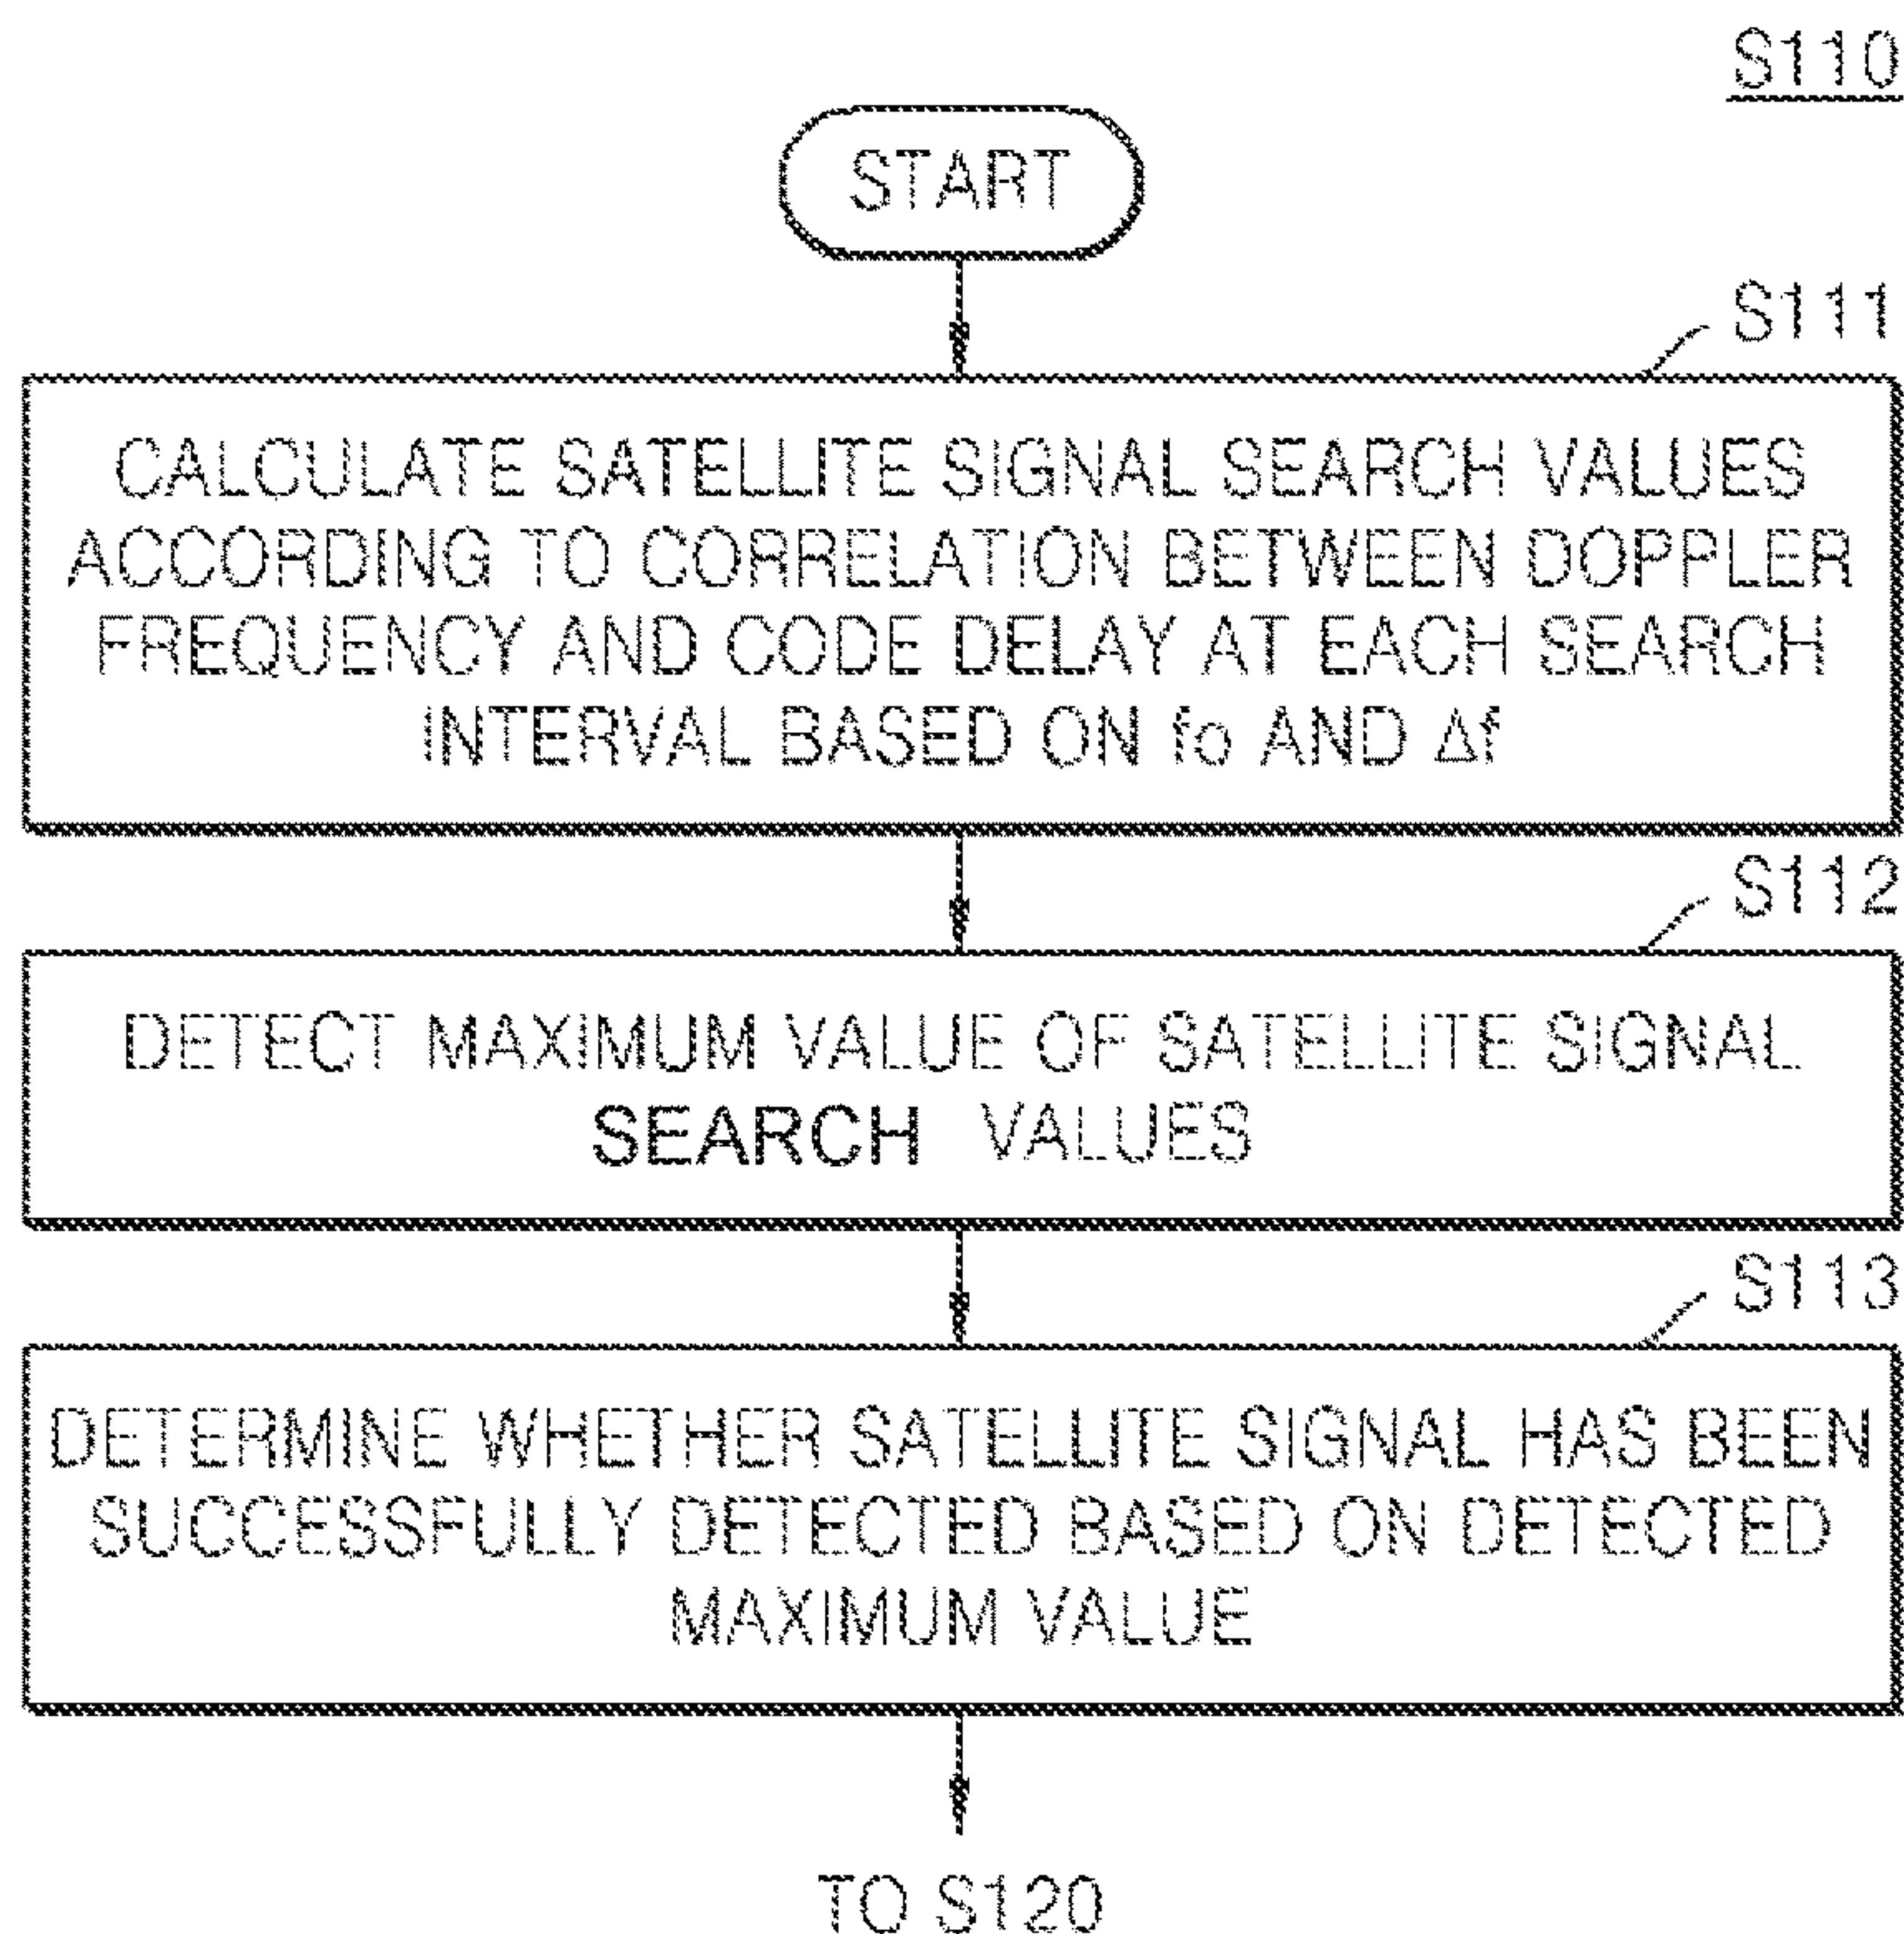 S110
START
S111
CALCULATE SATELLITE SIGNAL SEARCH VALUES
ACCORDING TO CORRELATION BETWEEN DOPPLER
FREQUENCY AND CODE DELAY AT EACH SEARCH
INTERVAL BASED ON fo AND Δf
S112
DETECT MAXIMUM VALUE OF SATELLITE SIGNAL
SEARCH VALUES
S113
DETERMINE WHETHER SATELLITE SIGNAL HAS BEEN
SUCCESSFULLY DETECTED BASED ON DETECTED
MAXIMUM VALUE
TO S120